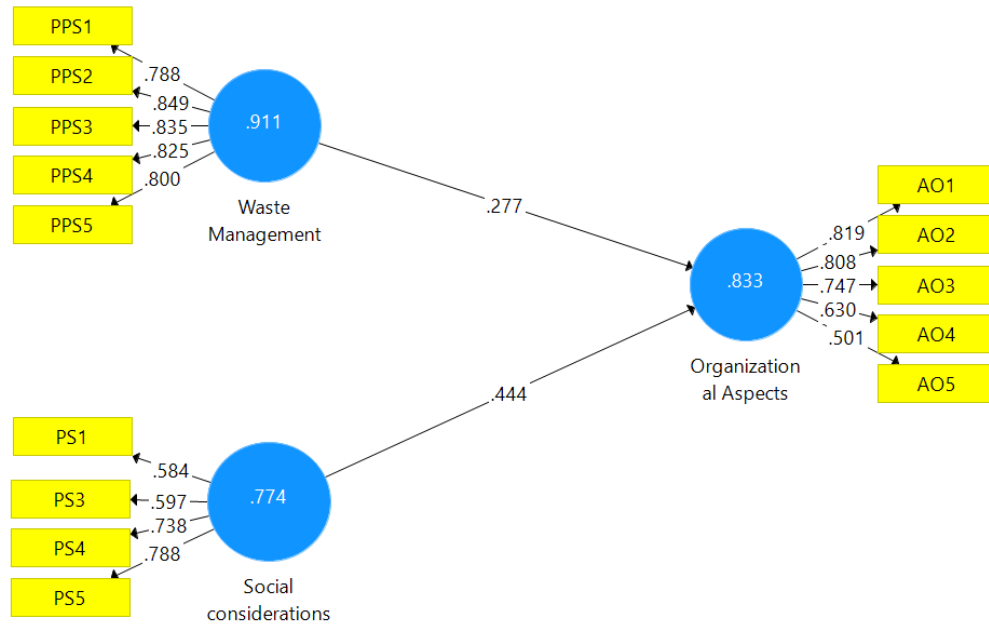 PPS1
PPS2
PPS3
PPS4
PPS5
.788
.849
.835
.825
.800
.911
Waste
Management
.277
AO1
AO2
AO3
AO4
AO5
.819
.808
.747
.630
.501
.833
Organization
al Aspects
.444
PS1
PS3
PS4
PS5
.584
.597
.738
.788
.774
Social
considerations